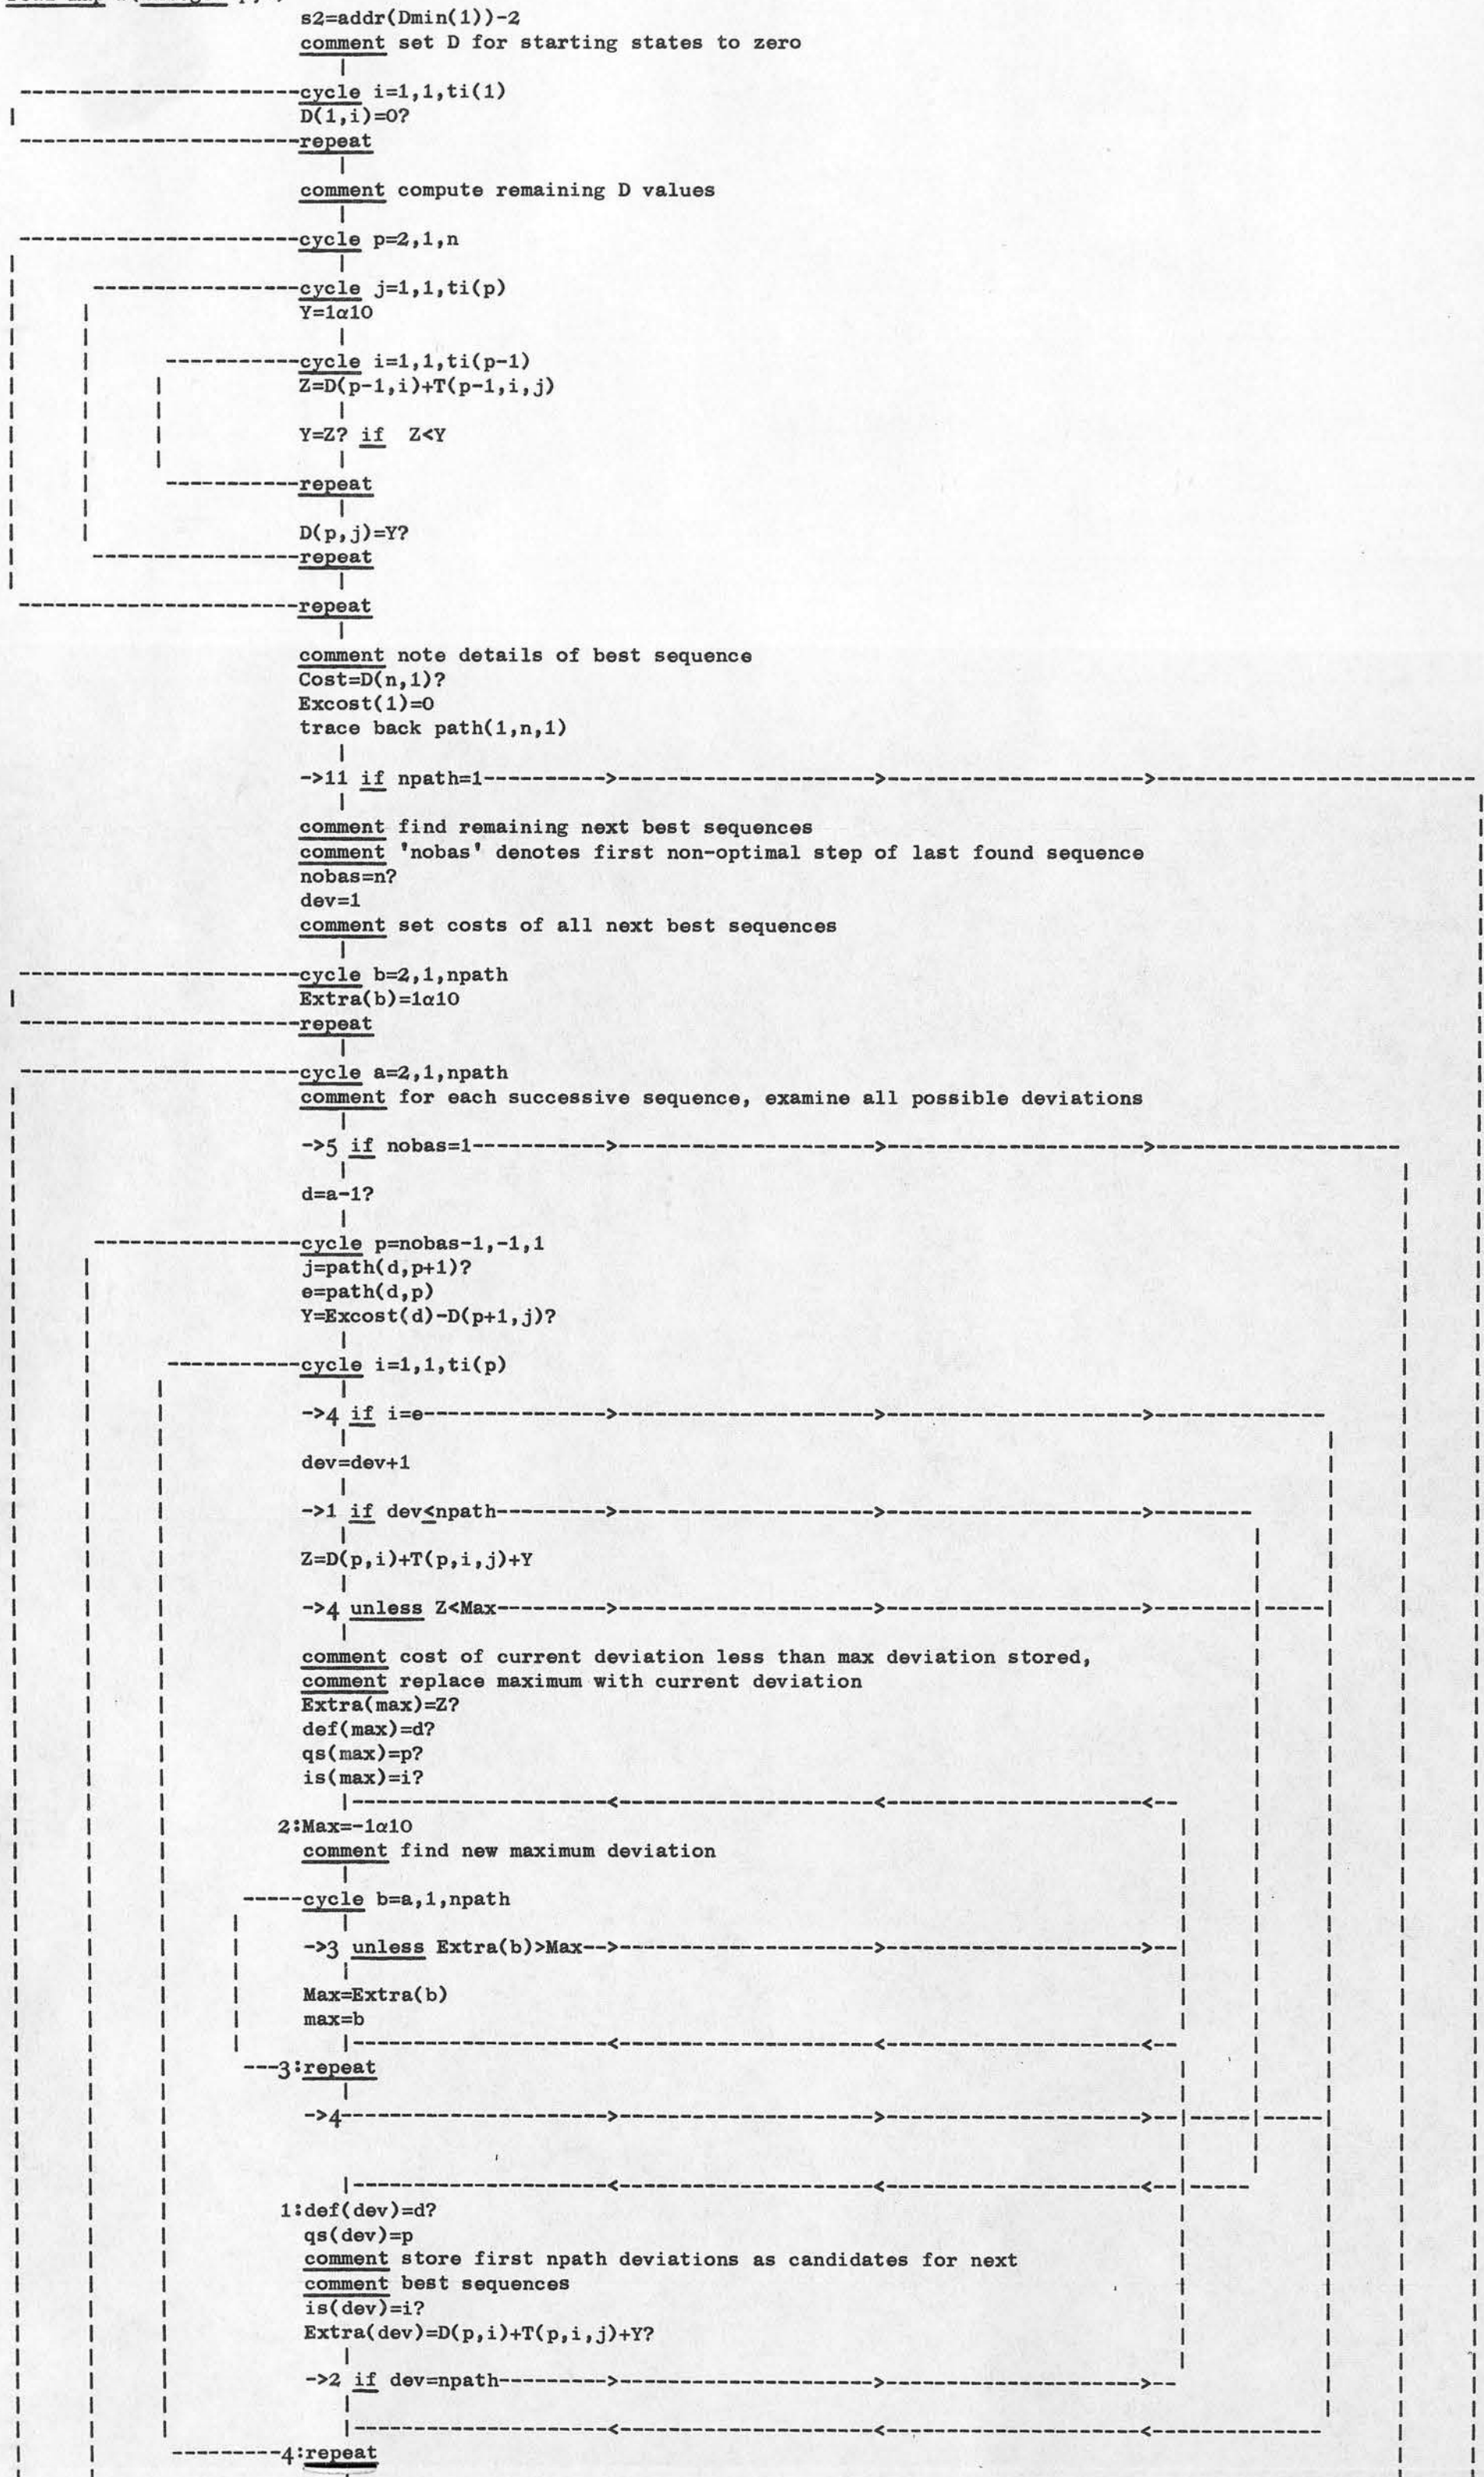 s2=addr(Dmin(1))-2
comment set D for starting states to zero
cycle i=1,1,ti(1)
D(1,i)=0?
repeat
comment compute remaining D values
cycle p=2,1,n
cycle j=1,1,ti(p)
Y=1α10
cycle i=1,1,ti(p-1)
Z=D(p-1,i)+T(p-1,i,j)
Y=Z? if Z<Y
repeat
D(p,j)=Y?
repeat
repeat
comment note details of best sequence
Cost=D(n,1)?
Excost(1)=0
trace back path(1,n,1)
->11 if npath=1
comment find remaining next best sequences
comment 'nobas' denotes first non-optimal step of last found sequence
nobas=n?
dev=1
comment set costs of all next best sequences
cycle b=2,1,npath
Extra(b)=1α10
repeat
cycle a=2,1,npath
comment for each successive sequence, examine all possible deviations
->5 if nobas=1
d=a-1?
cycle p=nobas-1,-1,1
j=path(d,p+1)?
e=path(d,p)
Y=Excost(d)-D(p+1,j)?
cycle i=1,1,ti(p)
->4 if i=e
dev=dev+1
->1 if dev≤npath
Z=D(p,i)+T(p,i,j)+Y
->4 unless Z<Max
comment cost of current deviation less than max deviation stored,
comment replace maximum with current deviation
Extra(max)=Z?
def(max)=d?
qs(max)=p?
is(max)=i?
2:Max=-1α10
comment find new maximum deviation
cycle b=a,1,npath
->3 unless Extra(b)>Max
Max=Extra(b)
max=b
3:repeat
->4
1:def(dev)=d?
qs(dev)=p
comment store first npath deviations as candidates for next
comment best sequences
is(dev)=i?
Extra(dev)=D(p,i)+T(p,i,j)+Y?
->2 if dev=npath
4:repeat